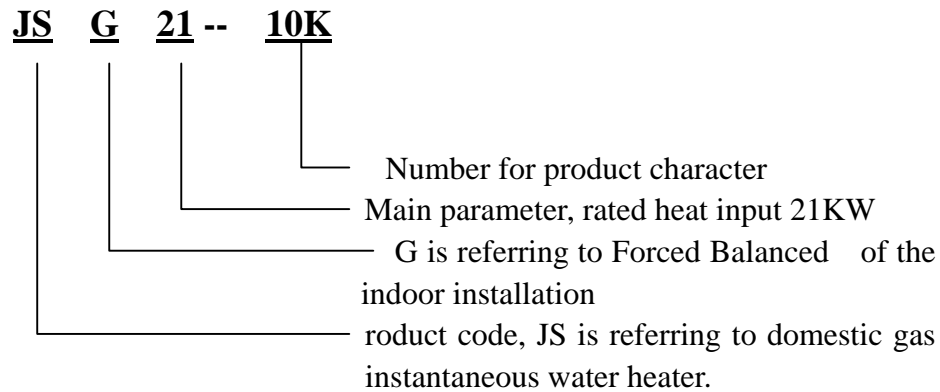 JS G 21 -- 10K
Number for product character
Main parameter, rated heat input 21KW
G is referring to Forced Balanced of the
indoor installation
roduct code, JS is referring to domestic gas
instantaneous water heater.